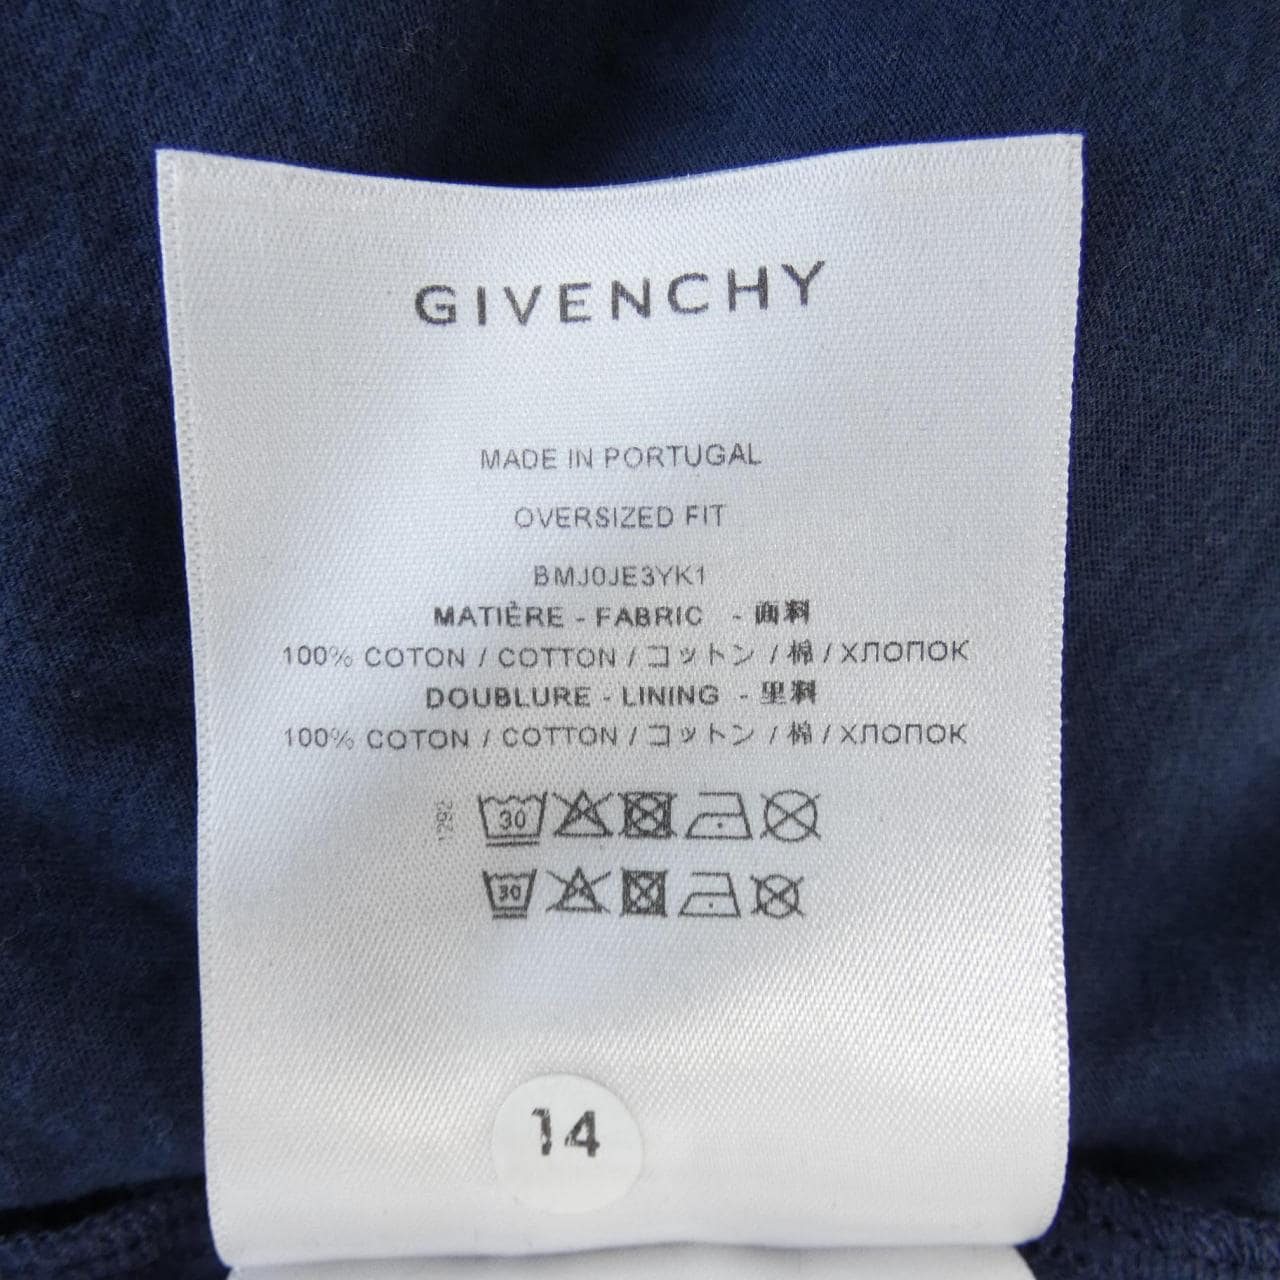 GIVENCHY
MADE IN PORTUGAL
OVERSIZED FIT
BMJ0JE3YK1
MATIÈRE - FABRIC - 面料
100% COTON / COTTON / コットン / 棉 / ХЛОПОК
DOUBLURE - LINING - 里料
100% COTON / COTTON / コットン / 棉 / ХЛОПОК
1292
30
30
14